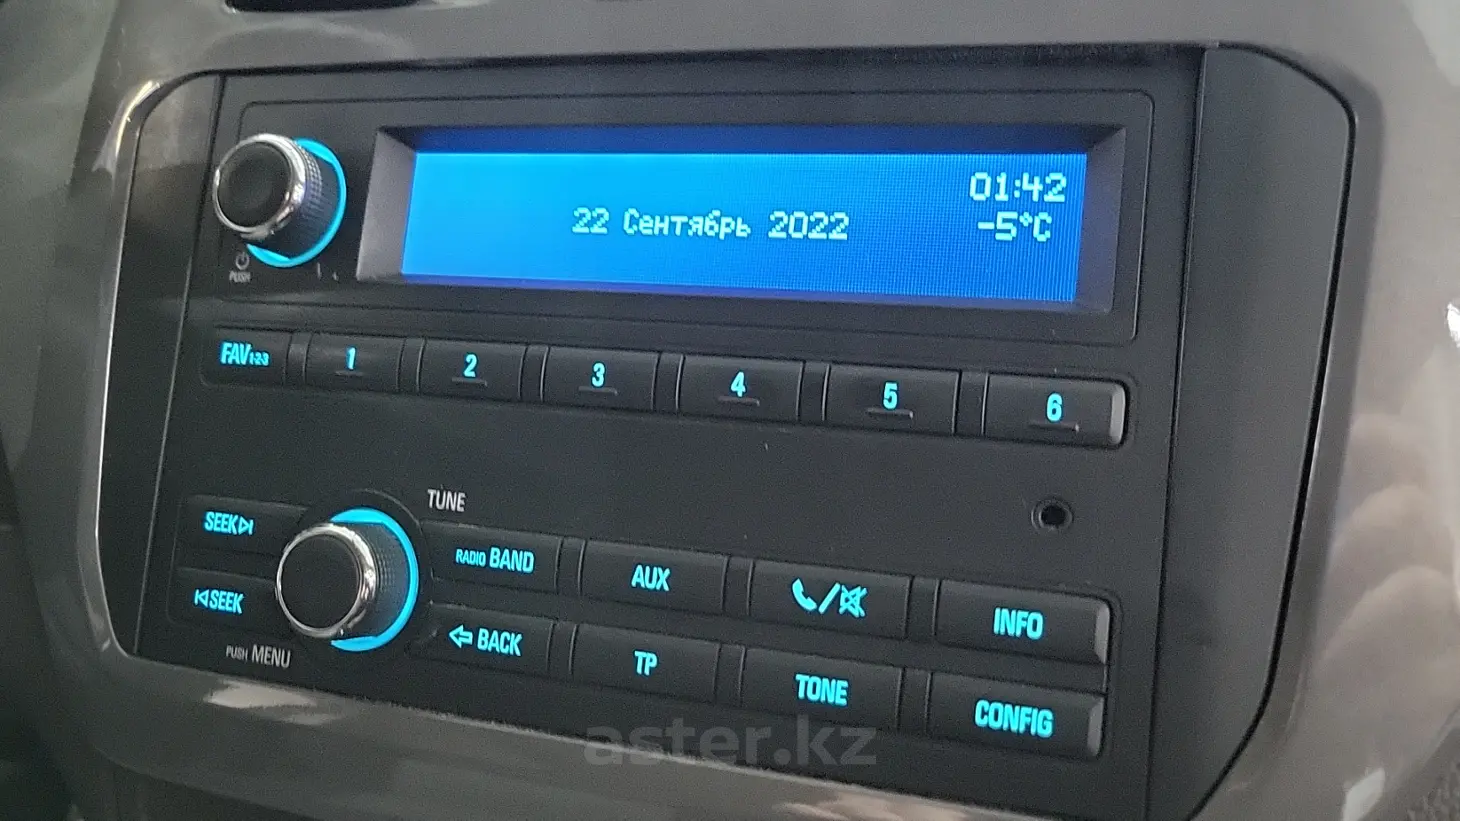 01:42
22 Сентябрь 2022 -5°C
PUSH
FAV1-2-3 1 2 3 4 5 6
TUNE
SEEK RADIO BAND AUX INFO
SEEK BACK TP TONE CONFIG
PUSH MENU
aster.kz